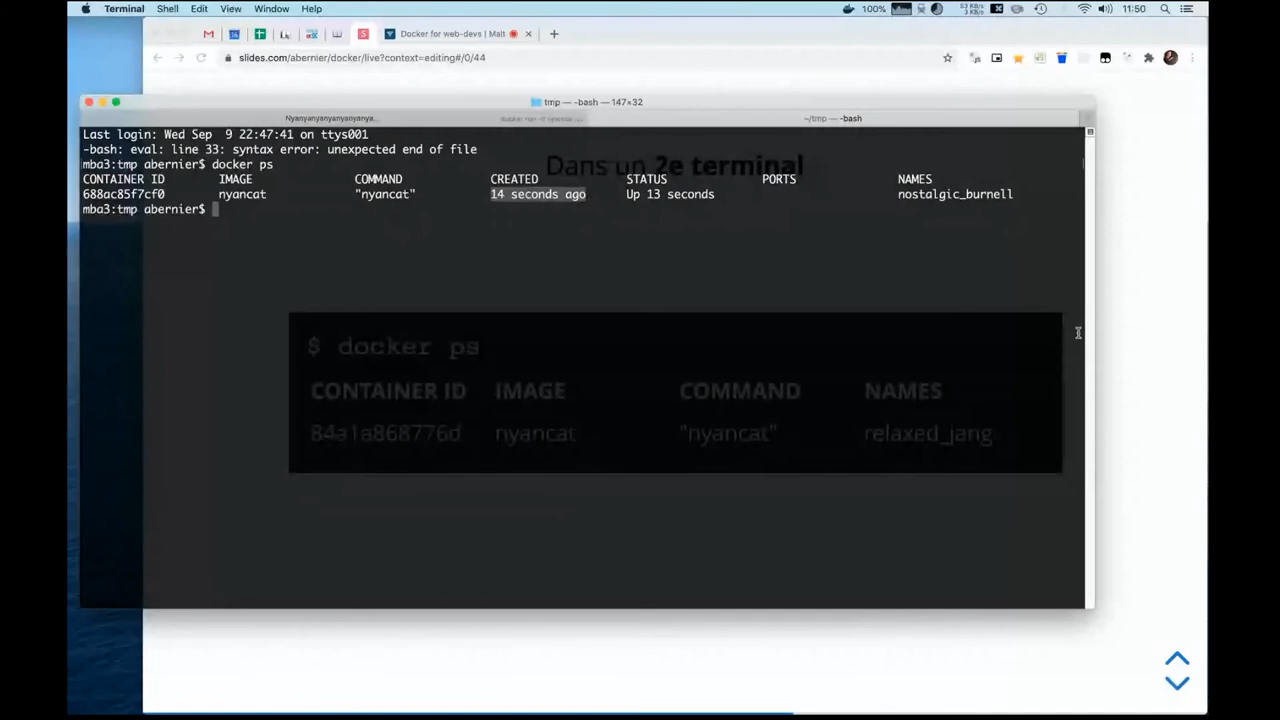 Terminal Shell Edit View Window Help 100% 11:50
Docker for web-devs | Malt
slides.com/abernier/docker/live?context=editing#/0/44
tmp — -bash — 147×32
Nyanyanyanyanyanyanya... ~/tmp — -bash
Last login: Wed Sep  9 22:47:41 on ttys001
-bash: eval: line 33: syntax error: unexpected end of file
mba3:tmp abernier$ docker ps
Dans un 2e terminal
CONTAINER ID IMAGE COMMAND CREATED STATUS PORTS NAMES
688ac85f7cf0 nyancat "nyancat" 14 seconds ago Up 13 seconds nostalgic_burnell
mba3:tmp abernier$
$ docker ps
CONTAINER ID IMAGE COMMAND NAMES
84a1a868776d nyancat "nyancat" relaxed_jang